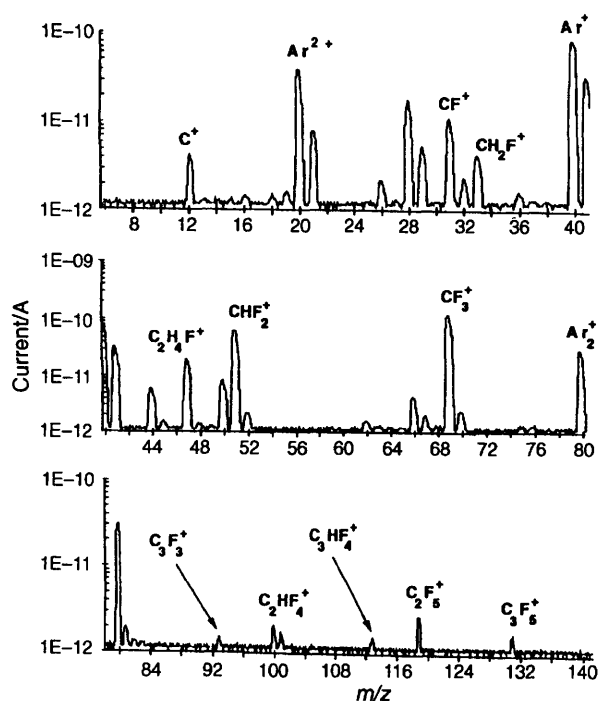 1E−10
1E−11
1E−12
C⁺
Ar²⁺
CF⁺
CH₂F⁺
Ar⁺
8 12 16 20 24 28 32 36 40
Current/A
1E−09
1E−10
1E−11
1E−12
C₂H₄F⁺
CHF₂⁺
CF₃⁺
Ar₂⁺
44 48 52 56 60 64 68 72 76 80
1E−10
1E−11
1E−12
C₃F₃⁺
C₂HF₄⁺
C₃HF₄⁺
C₂F₅⁺
C₃F₅⁺
84 92 100 108 116 124 132 140
m/z